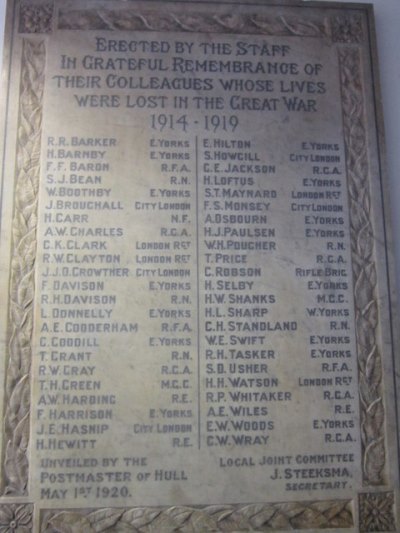 ERECTED BY THE STAFF
IN GRATEFUL REMEMBRANCE OF
THEIR COLLEAGUES WHOSE LIVES
WERE LOST IN THE GREAT WAR
1914 - 1919
R.R. BARKER E. YORKS
H. BARNBY E. YORKS
F.F. BARON R.F.A.
S.J. BEAN R.N.
W. BOOTHBY E. YORKS
J. BROUCHALL CITY LONDON
H. CARR N.F.
A.W. CHARLES R.G.A.
G.K. CLARK LONDON RGT
R.W. CLAYTON LONDON RGT
J.J.D. CROWTHER CITY LONDON
F. DAVISON E. YORKS
R.H. DAVISON R.N.
L. DONNELLY E. YORKS
A.E. GOODERHAM R.F.A.
C. GOODILL E. YORKS
T. GRANT R.N.
R.W. GRAY R.G.A.
T.H. GREEN M.G.C.
A.W. HARDING R.E.
F. HARRISON E. YORKS
J.E. HASNIP CITY LONDON
H. HEWITT R.E.
E. HILTON E. YORKS
S. HOWGILL CITY LONDON
C.E. JACKSON R.G.A.
H. LOFTUS E. YORKS
S.T. MAYNARD LONDON RGT
F.S. MONSEY CITY LONDON
A. OSBOURN E. YORKS
H.J. PAULSEN E. YORKS
W.H. POUCHER R.N.
T. PRICE R.G.A.
C. ROBSON RIFLE BRIG
H. SELBY E. YORKS
H.W. SHANKS M.G.C.
H.L. SHARP W. YORKS
C.H. STANDLAND R.N.
W.E. SWIFT E. YORKS
R.H. TASKER E. YORKS
S.D. USHER R.F.A.
H.H. WATSON LONDON RGT
R.P. WHITAKER R.G.A.
A.E. WILES R.E.
E.W. WOODS E. YORKS
G.W. WRAY R.G.A.
UNVEILED BY THE
POSTMASTER OF HULL
MAY 1ST 1920.
LOCAL JOINT COMMITTEE
J. STEEKSMA,
SECRETARY.